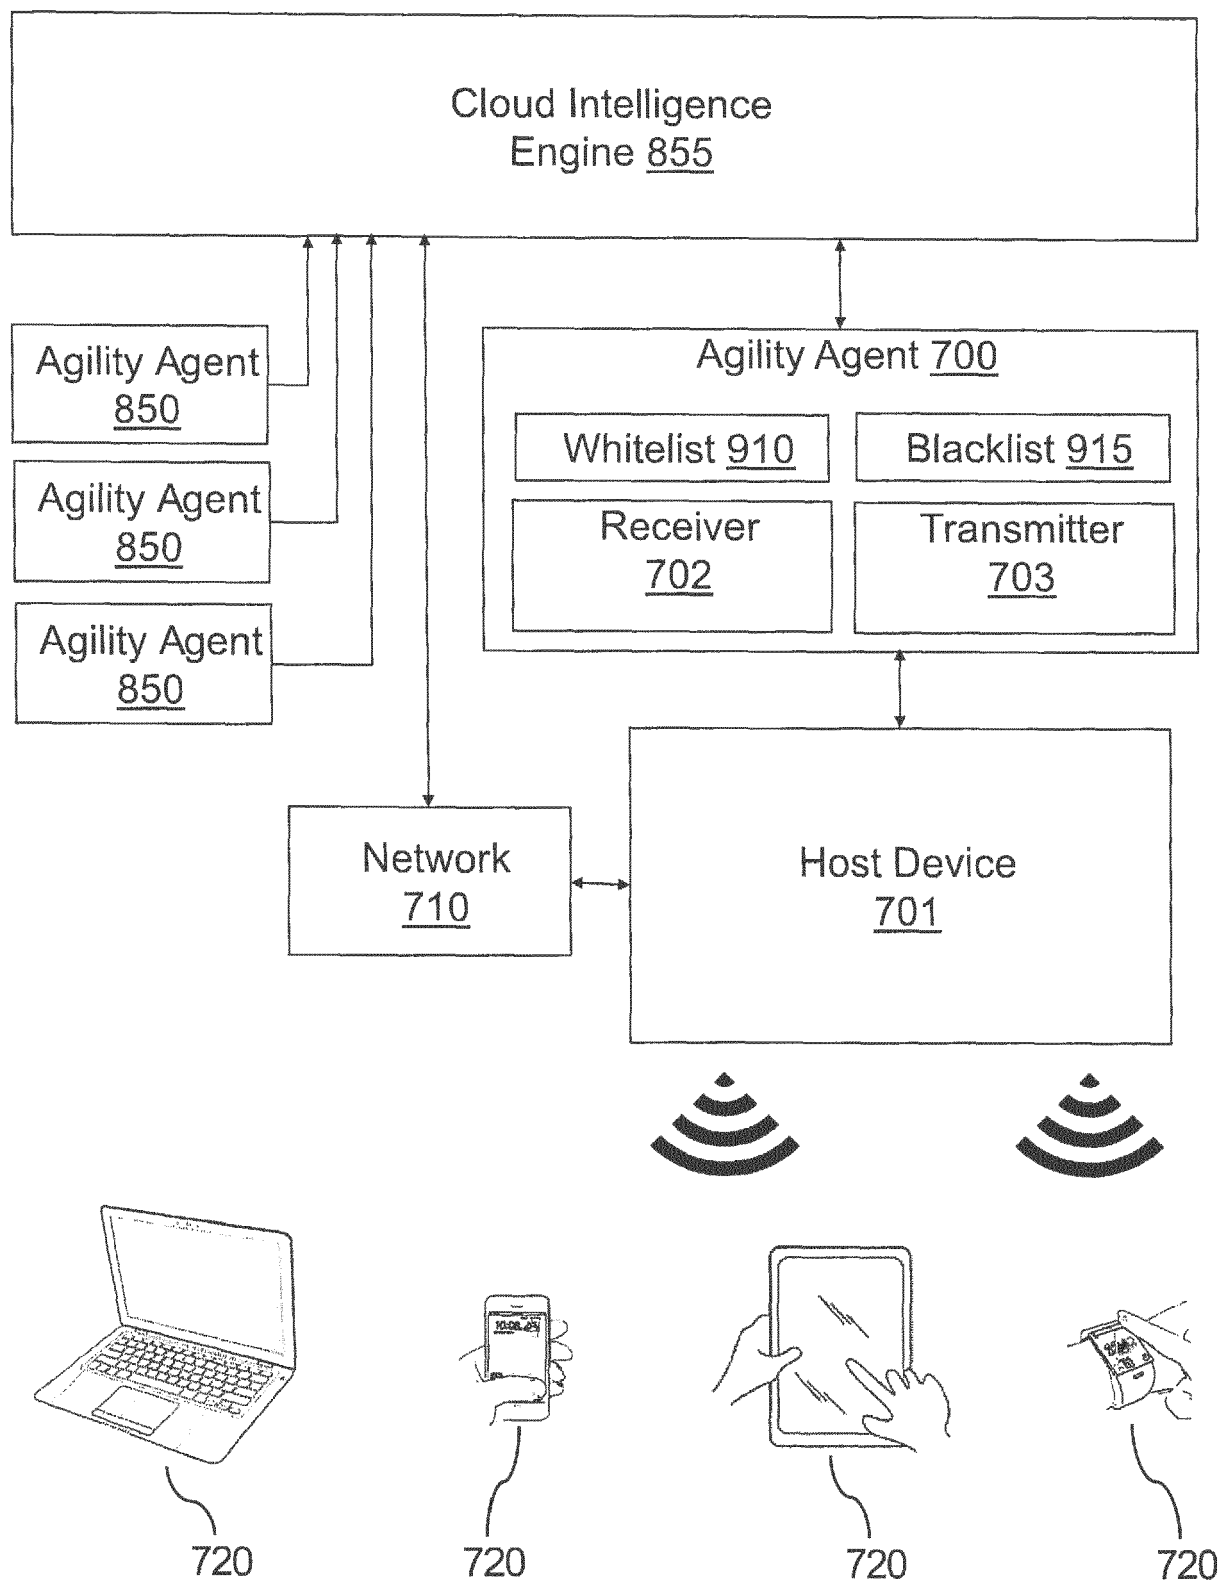 Cloud Intelligence
Engine 855
Agility Agent
850
Agility Agent
850
Agility Agent
850
Agility Agent 700
Whitelist 910
Blacklist 915
Receiver
702
Transmitter
703
Network
710
Host Device
701
720
720
720
720